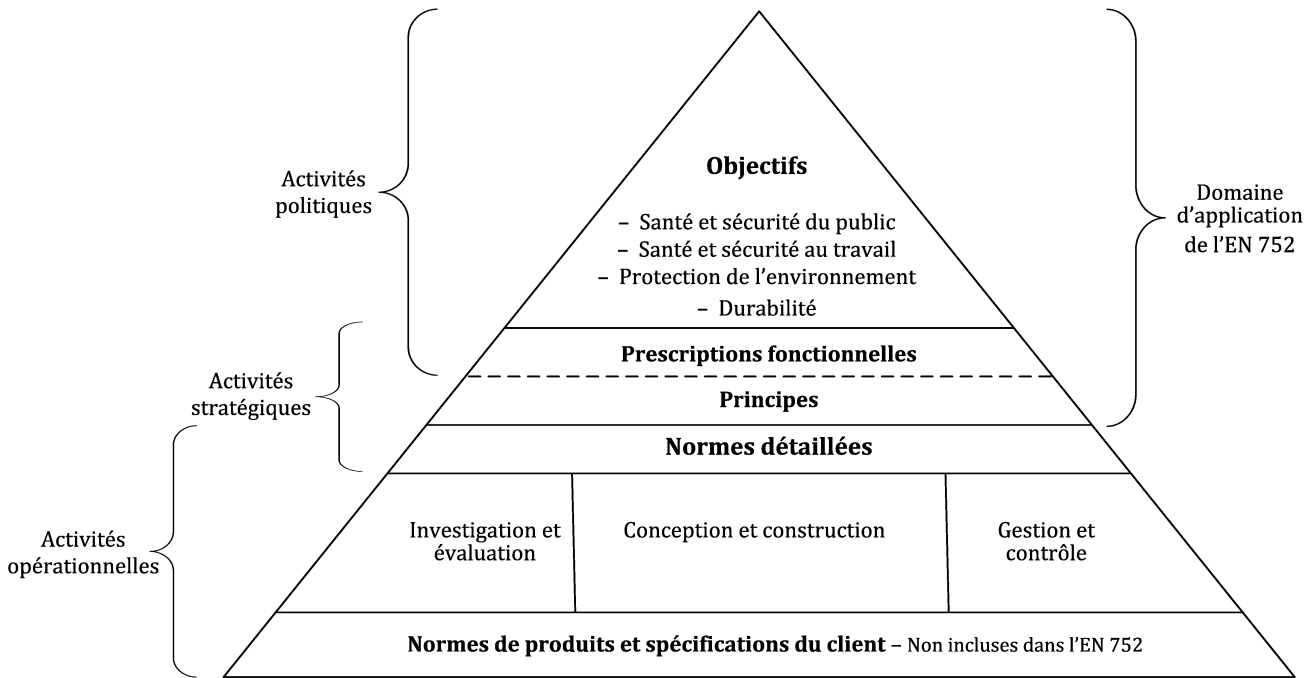 Objectifs
– Santé et sécurité du public
– Santé et sécurité au travail
– Protection de l’environnement
– Durabilité
Prescriptions fonctionnelles
Principes
Normes détaillées
Investigation et
évaluation
Conception et construction
Gestion et
contrôle
Normes de produits et spécifications du client – Non incluses dans l’EN 752
Activités
politiques
Activités
stratégiques
Activités
opérationnelles
Domaine
d’application
de l’EN 752